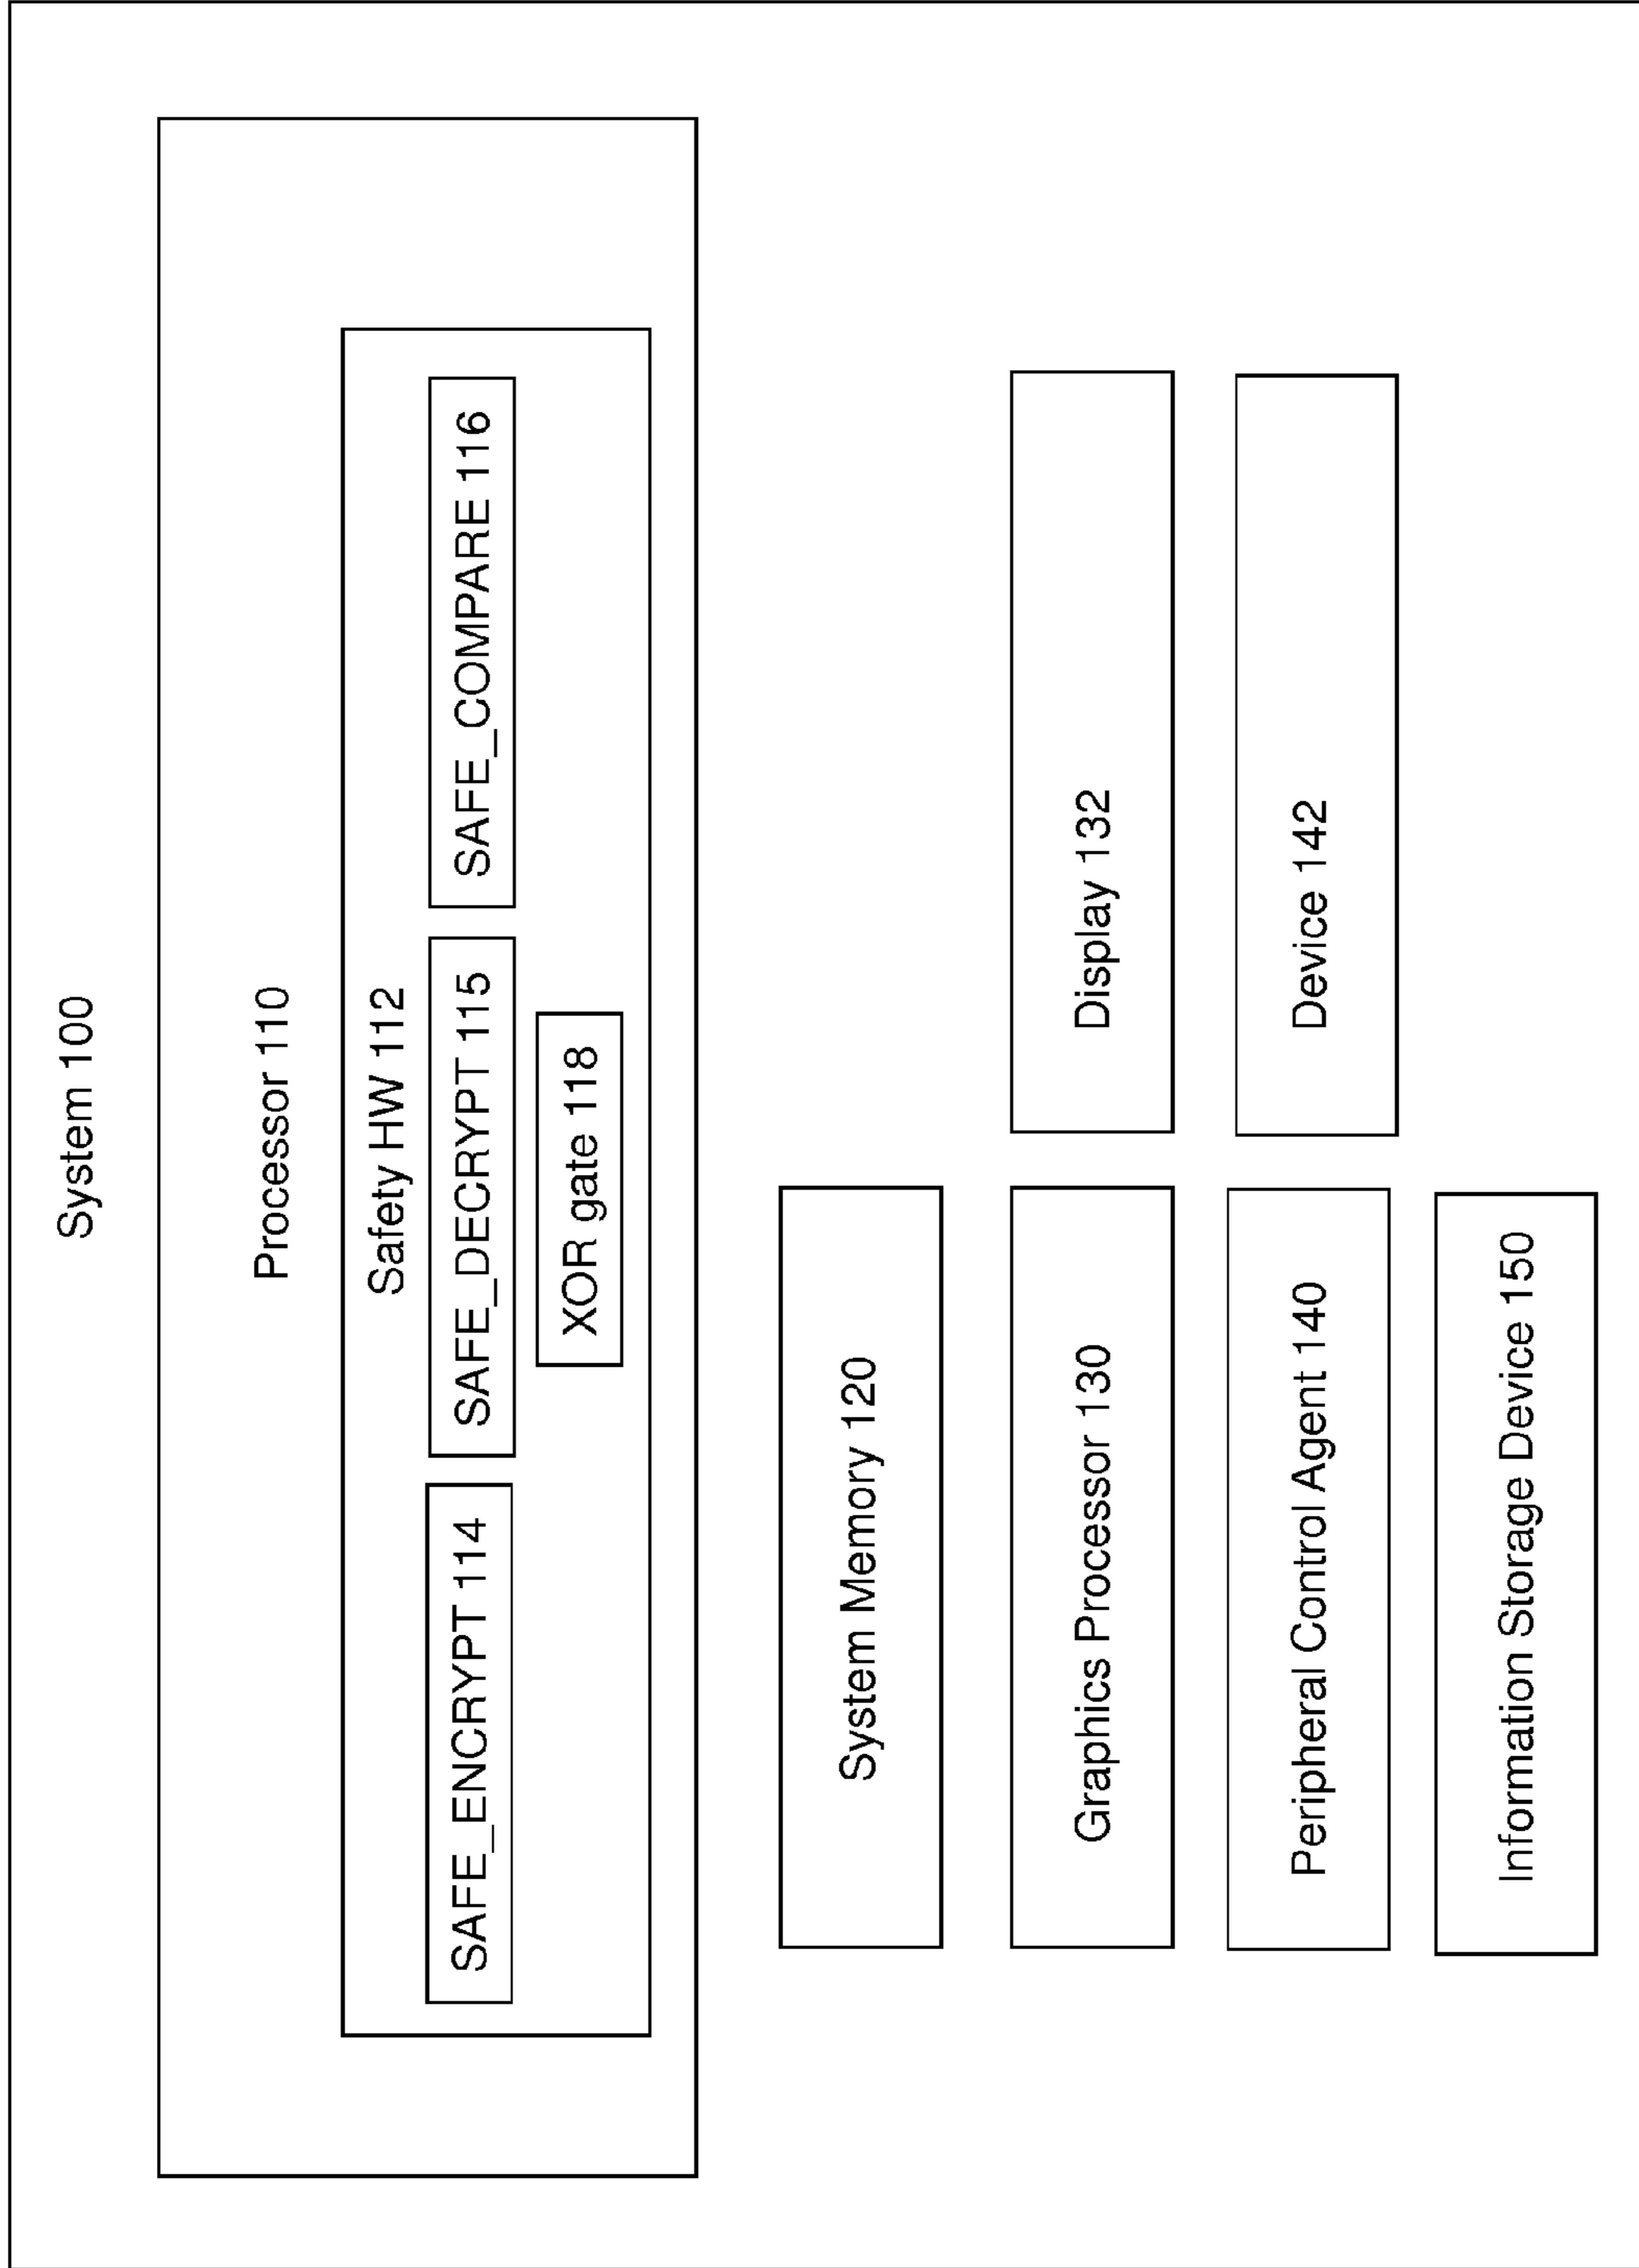 System 100
Processor 110
Safety HW 112
SAFE_ENCRYPT 114
SAFE_DECRYPT 115
SAFE_COMPARE 116
XOR gate 118
System Memory 120
Graphics Processor 130
Display 132
Peripheral Control Agent 140
Device 142
Information Storage Device 150